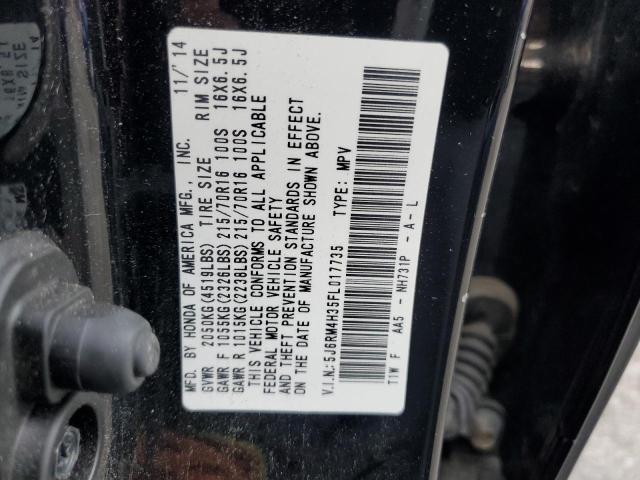 MFD. BY HONDA OF AMERICA MFG., INC. 11/'14
GVWR 2050KG(4519LBS) TIRE SIZE RIM SIZE
GAWR F 1055KG(2326LBS) 215/70R16 100S 16X6.5J
GAWR R 1015KG(2238LBS) 215/70R16 100S 16X6.5J
THIS VEHICLE CONFORMS TO ALL APPLICABLE
FEDERAL MOTOR VEHICLE SAFETY
AND THEFT PREVENTION STANDARDS IN EFFECT
ON THE DATE OF MANUFACTURE SHOWN ABOVE.
V.I.N.: 5J6RM4H35FL017735 TYPE: MPV
T1W F AA5 - NH731P - A - L